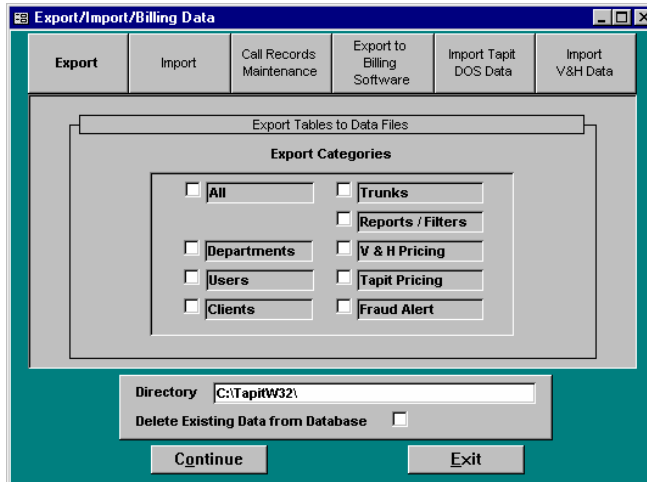 Export/Import/Billing Data
Export
Import
Call Records
Maintenance
Export to
Billing
Software
Import Tapit
DOS Data
Import
V&H Data
Export Tables to Data Files
Export Categories
All
Trunks
Reports / Filters
Departments
V & H Pricing
Users
Tapit Pricing
Clients
Fraud Alert
Directory C:\TapitW32\
Delete Existing Data from Database
Continue
Exit